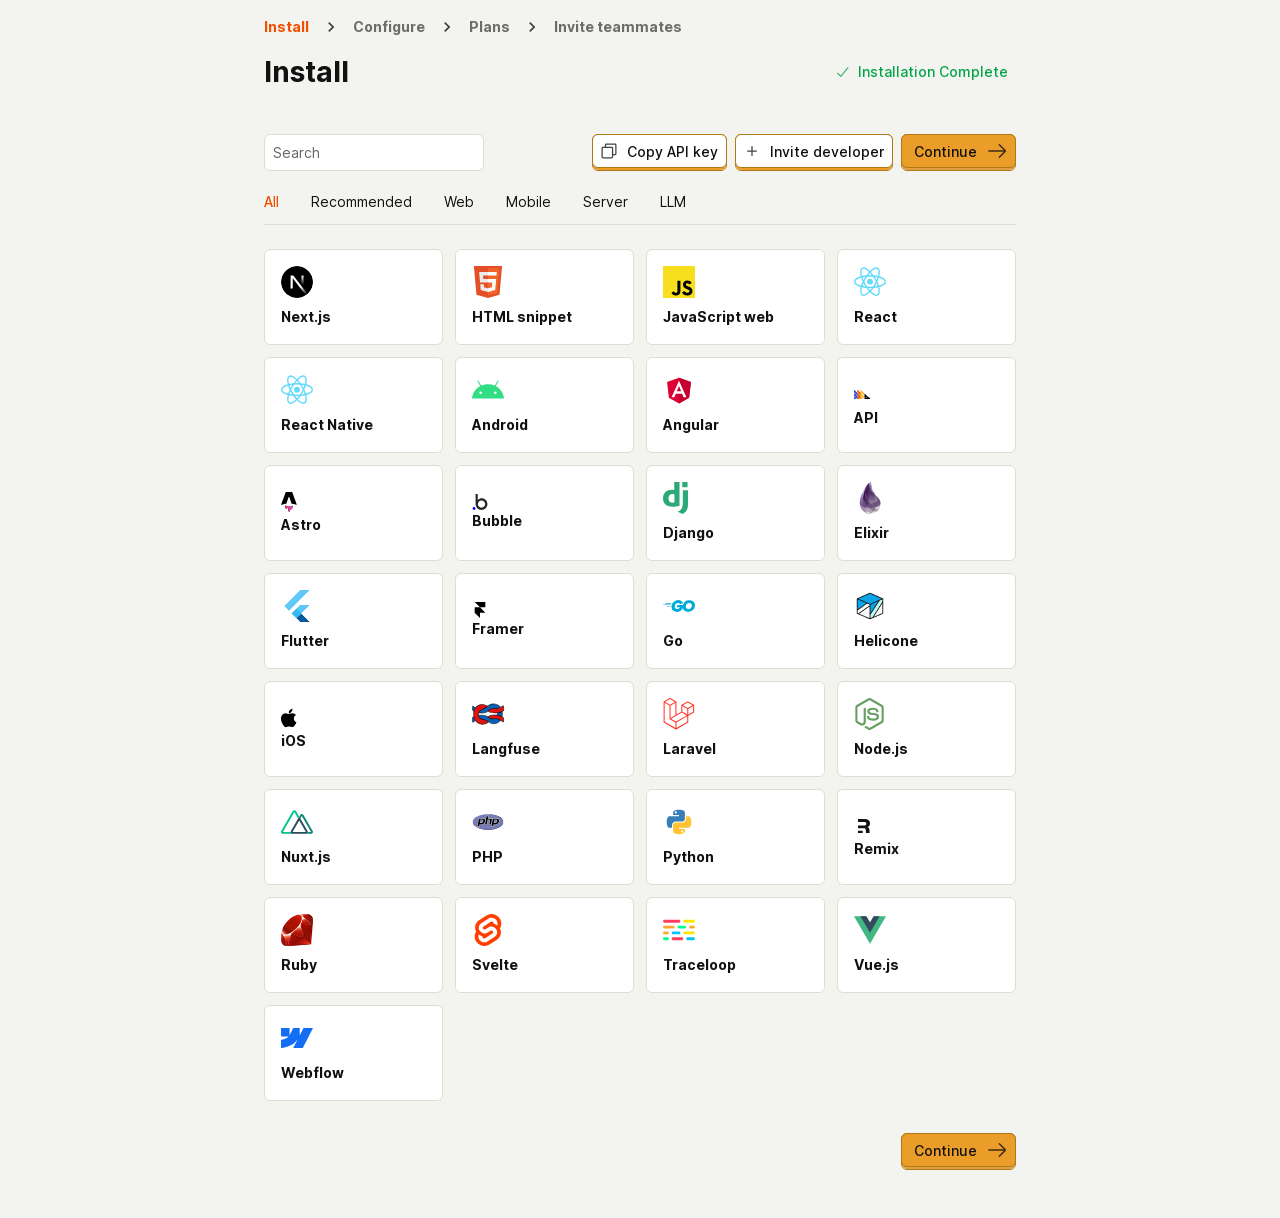 Install
Configure
Plans
Invite teammates
Install
Installation Complete
Search
Copy API key
Invite developer
Continue
All
Recommended
Web
Mobile
Server
LLM
Next.js
HTML snippet
JS
JavaScript web
React
React Native
Android
Angular
API
Astro
Bubble
dj
Django
Elixir
Flutter
Framer
GO
Go
Helicone
iOS
Langfuse
Laravel
JS
Node.js
Nuxt.js
php
PHP
Python
Remix
Ruby
Svelte
Traceloop
Vue.js
Webflow
Continue